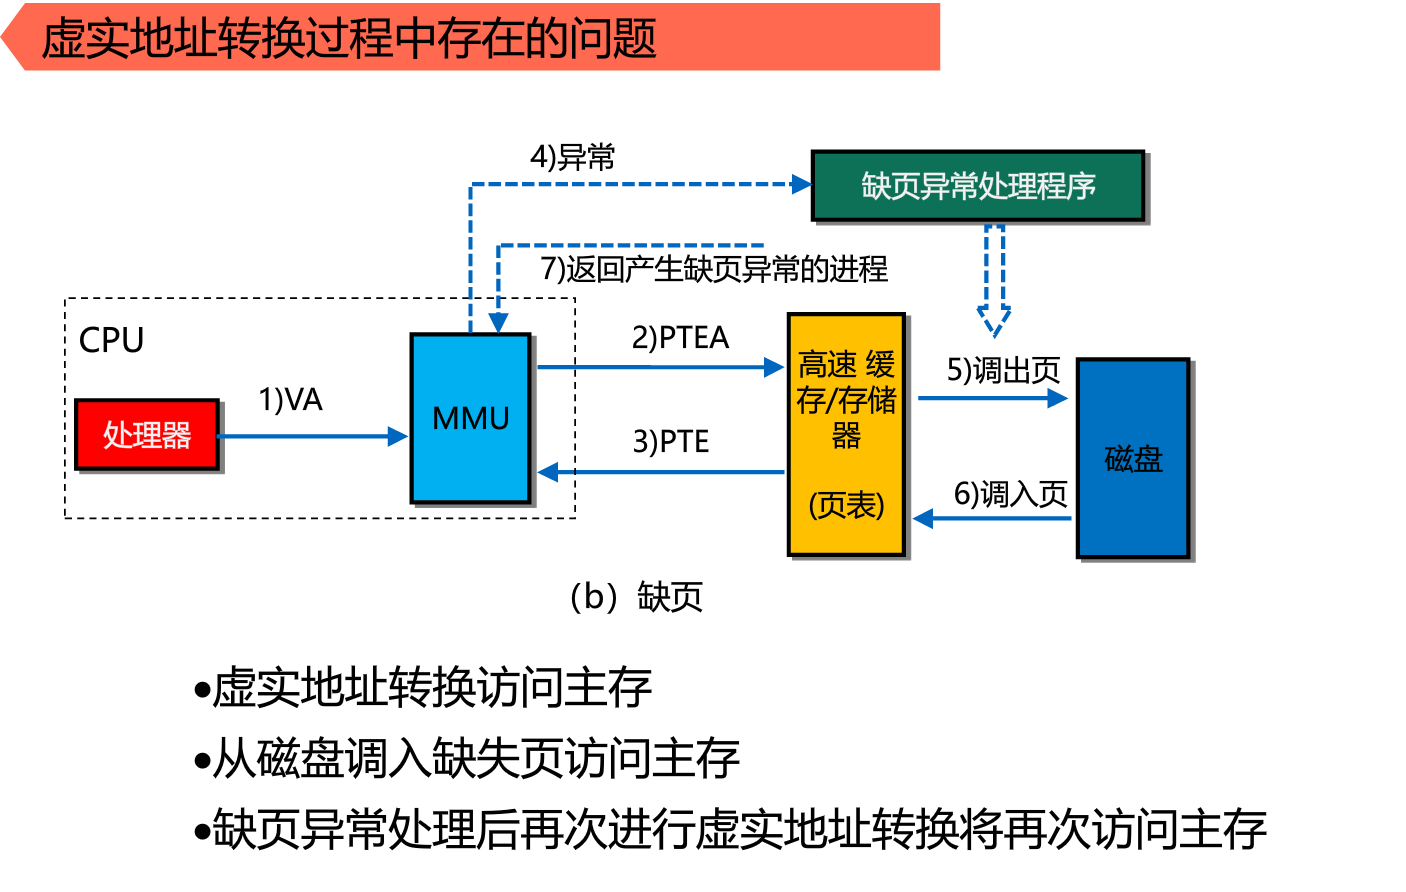 虚实地址转换过程中存在的问题
4)异常
缺页异常处理程序
7)返回产生缺页异常的进程
CPU
处理器
1)VA
MMU
2)PTEA
3)PTE
高速 缓
存/存储
器
(页表)
5)调出页
6)调入页
磁盘
（b）缺页
•虚实地址转换访问主存
•从磁盘调入缺失页访问主存
•缺页异常处理后再次进行虚实地址转换将再次访问主存